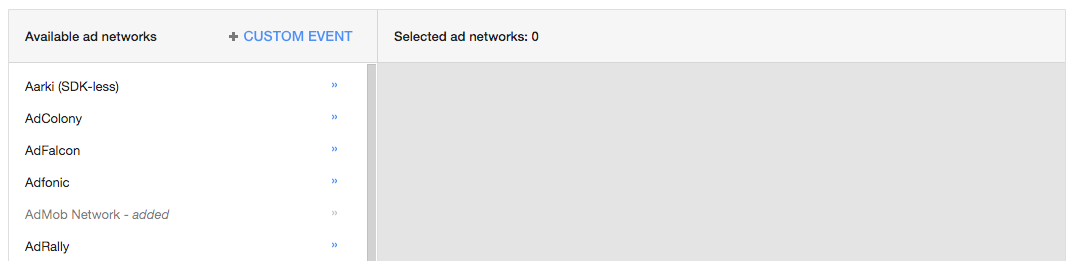 Available ad networks
+ CUSTOM EVENT
Selected ad networks: 0
Aarki (SDK-less) »
AdColony »
AdFalcon »
Adfonic »
AdMob Network - added »
AdRally »